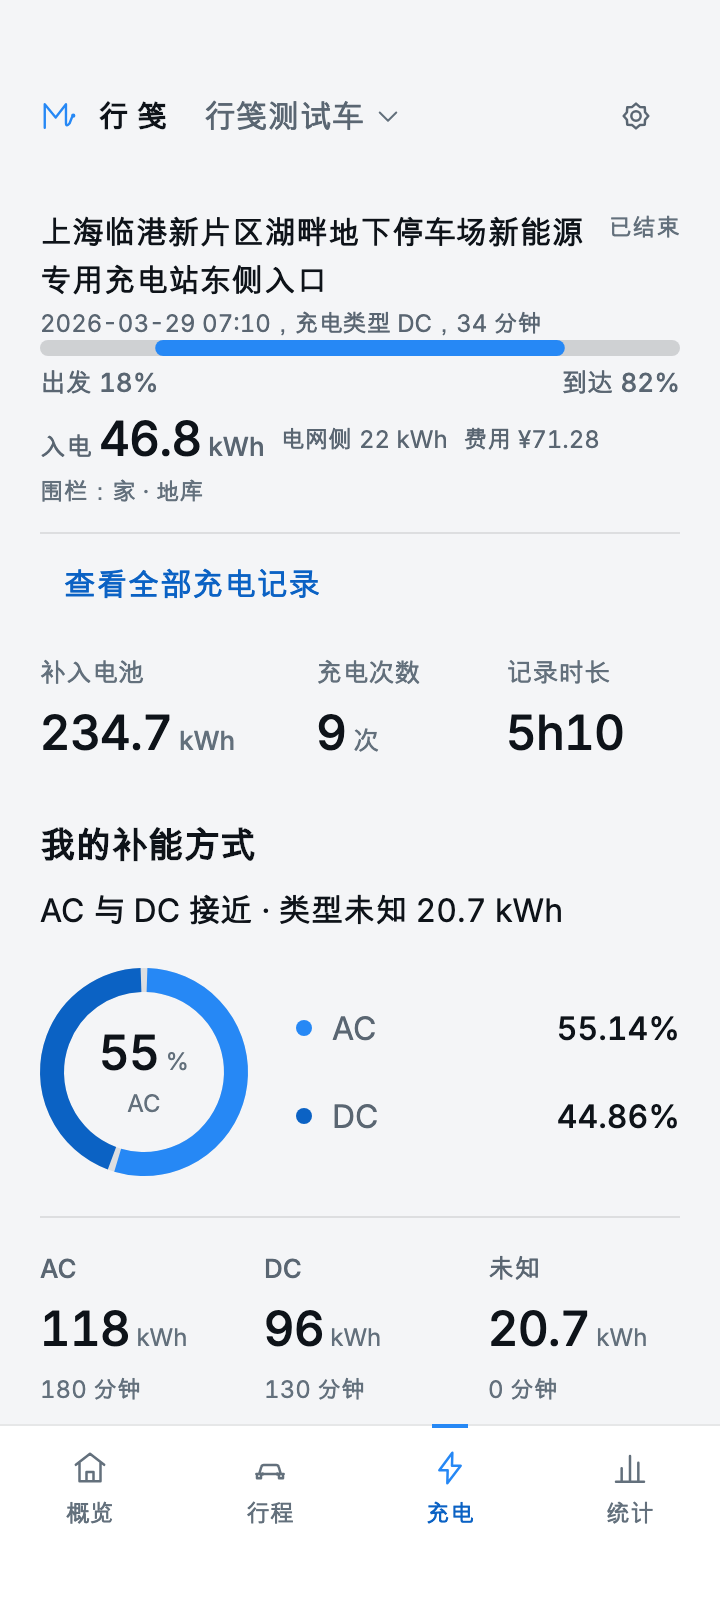 行笺 行笺测试车
上海临港新片区湖畔地下停车场新能源 已结束
专用充电站东侧入口
2026-03-29 07:10，充电类型 DC，34 分钟
出发 18% 到达 82%
入电 46.8 kWh 电网侧 22 kWh 费用 ¥71.28
围栏：家 · 地库
查看全部充电记录
补入电池 充电次数 记录时长
234.7 kWh 9 次 5h10
我的补能方式
AC 与 DC 接近 · 类型未知 20.7 kWh
55 %
AC
AC 55.14%
DC 44.86%
AC DC 未知
118 kWh 96 kWh 20.7 kWh
180 分钟 130 分钟 0 分钟
概览 行程 充电 统计